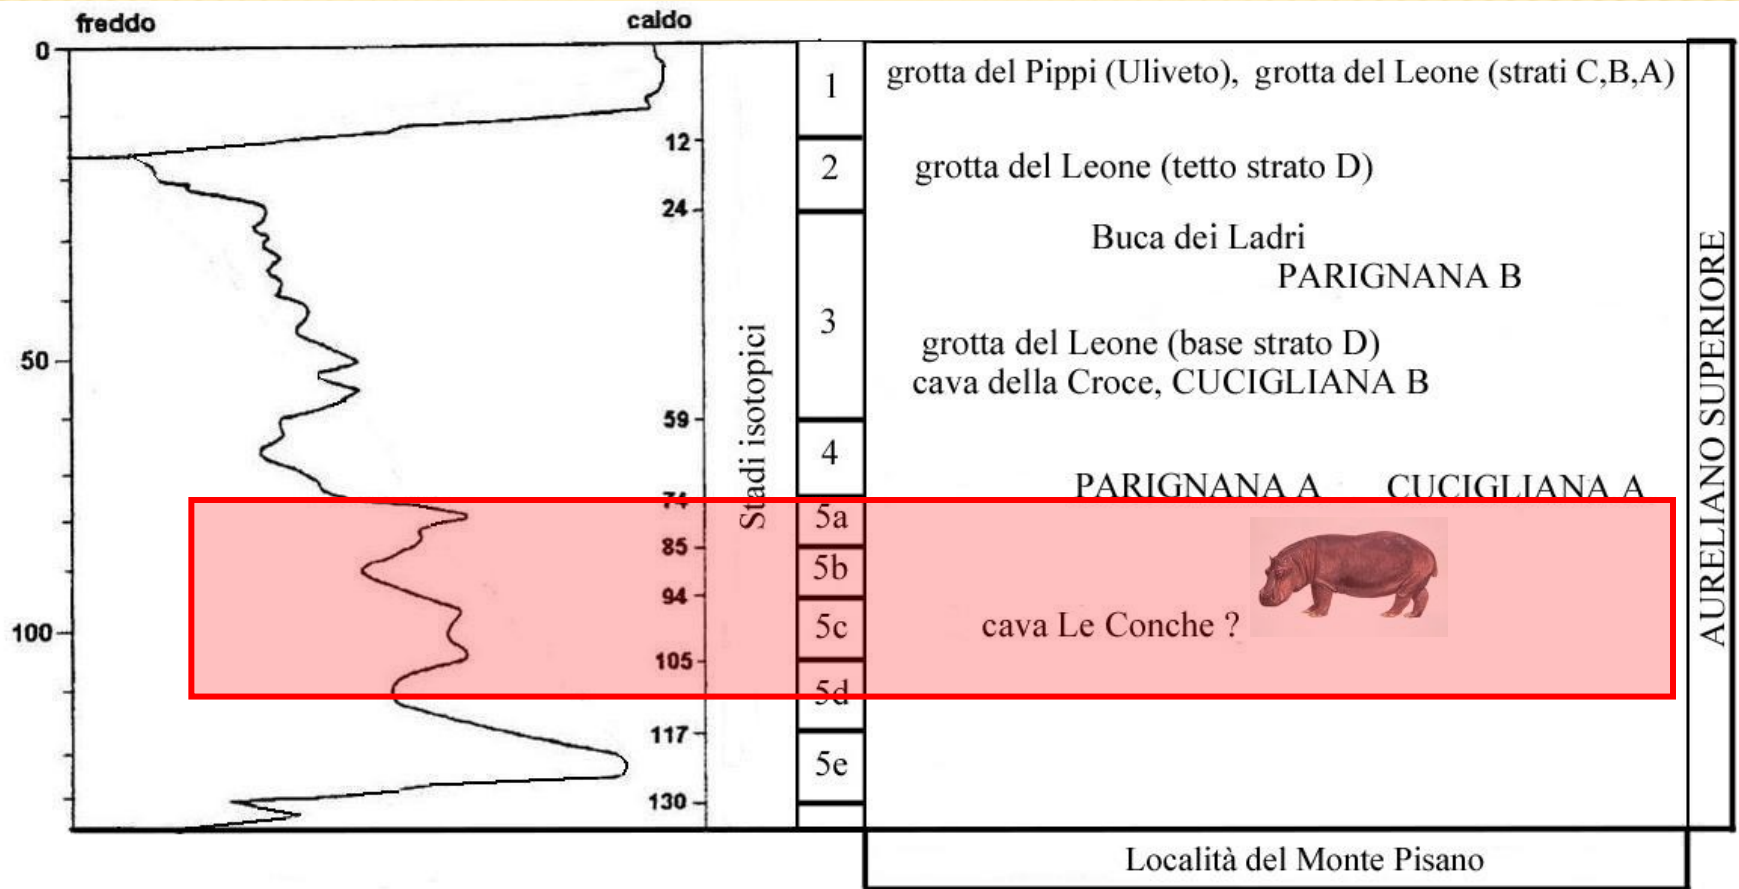 freddo caldo
0
1 grotta del Pippi (Uliveto), grotta del Leone (strati C,B,A)
12
2 grotta del Leone (tetto strato D)
24
Buca dei Ladri
PARIGNANA B
3
grotta del Leone (base strato D)
50
cava della Croce, CUCIGLIANA B
59
4
PARIGNANA A CUCIGLIANA A
74
5a
85
5b
94
5c cava Le Conche ?
100
105
5d
117
5e
130
Stadi isotopici
AURELIANO SUPERIORE
Località del Monte Pisano